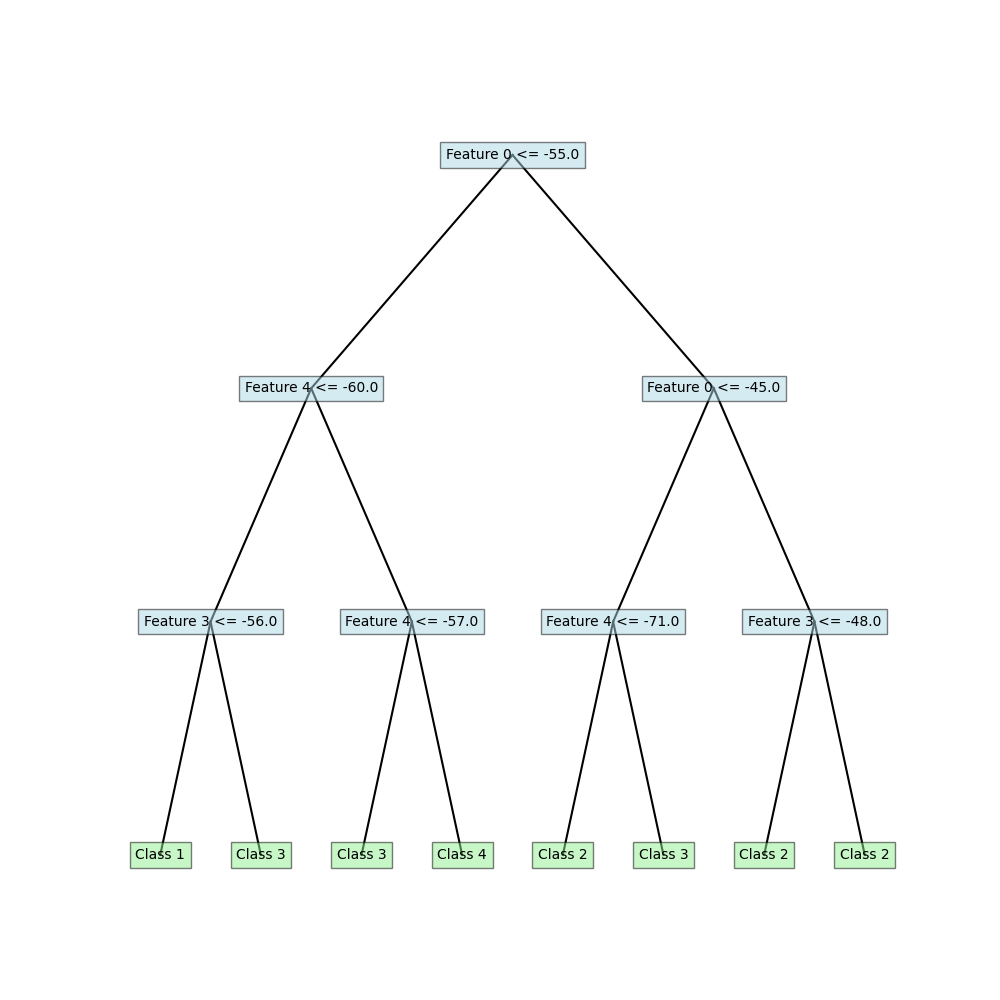 Feature 0 <= -55.0
Feature 4 <= -60.0
Feature 0 <= -45.0
Feature 3 <= -56.0
Feature 4 <= -57.0
Feature 4 <= -71.0
Feature 3 <= -48.0
Class 1
Class 3
Class 3
Class 4
Class 2
Class 3
Class 2
Class 2